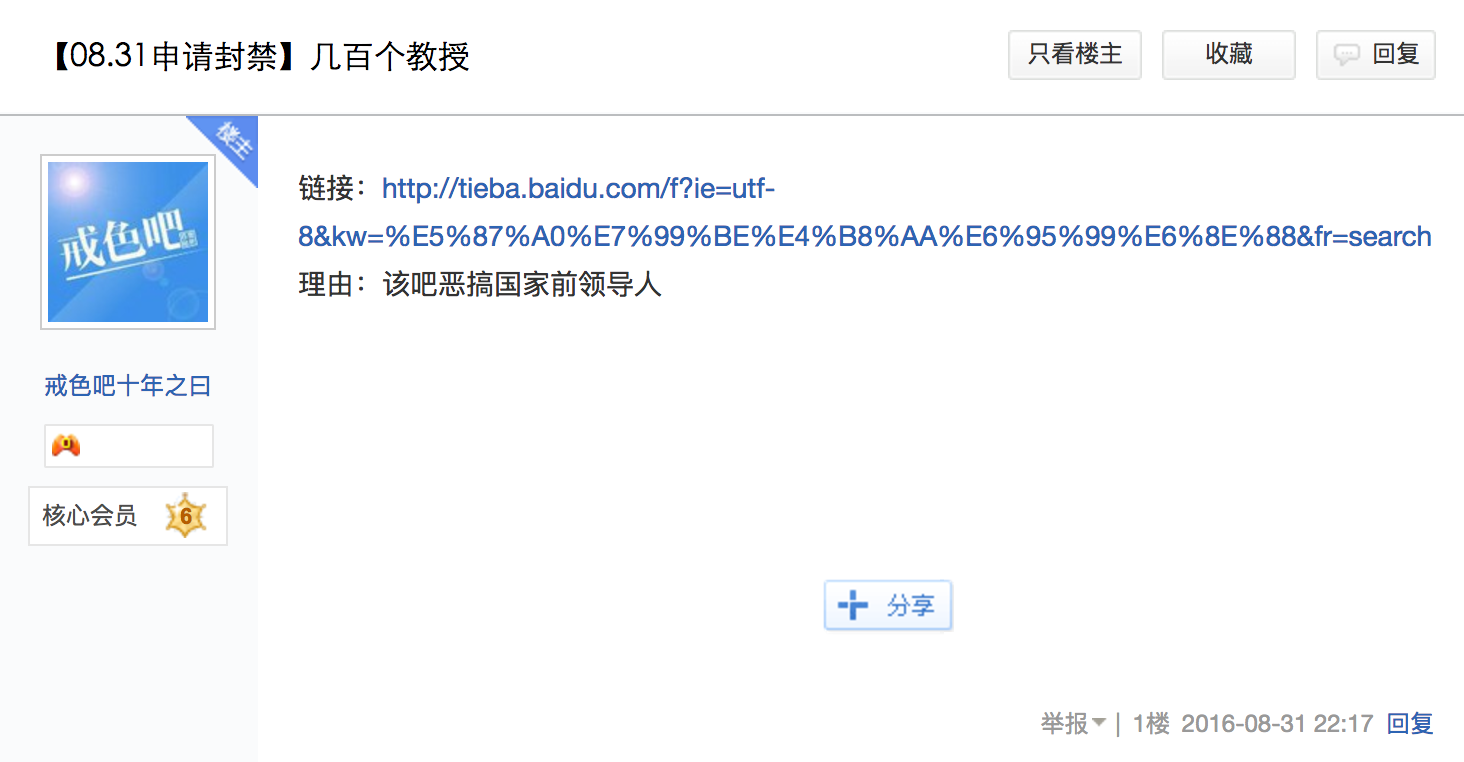 【08.31申请封禁】几百个教授
只看楼主
收藏
回复
楼主
戒色吧
链接：http://tieba.baidu.com/f?ie=utf-
8&kw=%E5%87%A0%E7%99%BE%E4%B8%AA%E6%95%99%E6%8E%88&fr=search
理由：该吧恶搞国家前领导人
戒色吧十年之曰
核心会员 6
分享
举报 | 1楼 2016-08-31 22:17 回复